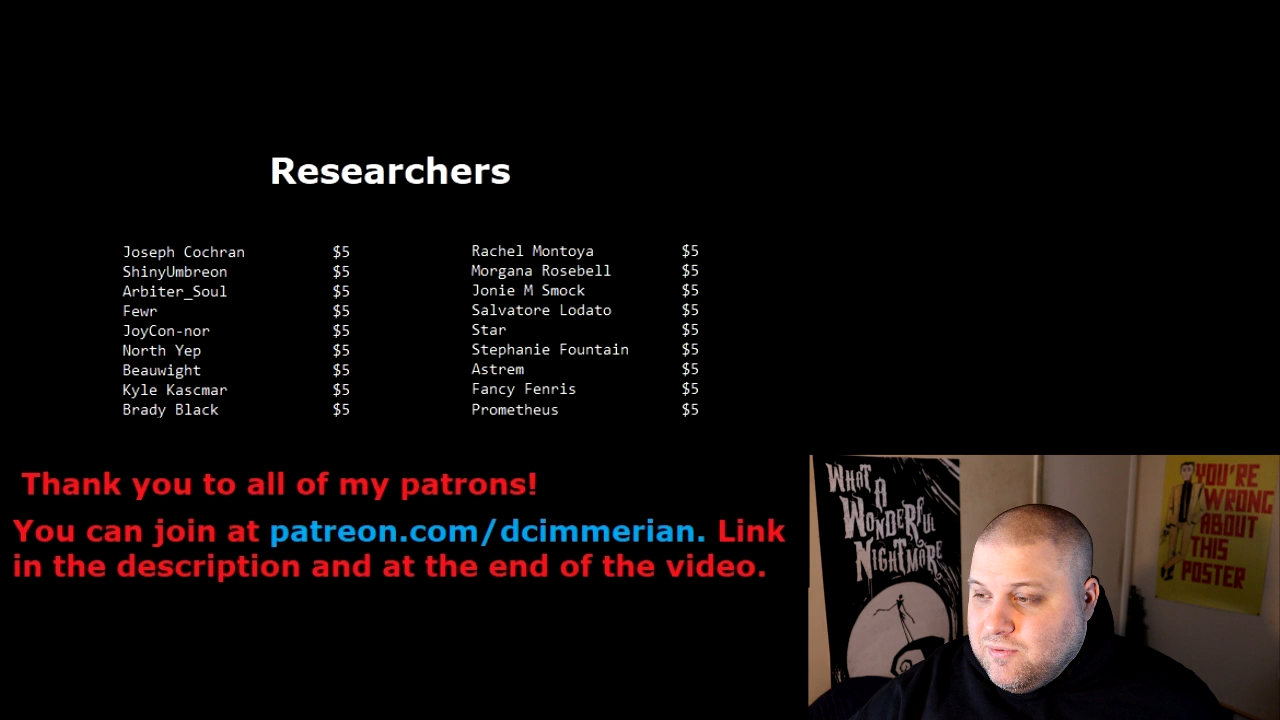 Researchers
Joseph Cochran $5 Rachel Montoya $5
ShinyUmbreon $5 Morgana Rosebell $5
Arbiter_Soul $5 Jonie M Smock $5
Fewr $5 Salvatore Lodato $5
JoyCon-nor $5 Star $5
North Yep $5 Stephanie Fountain $5
Beauwight $5 Astrem $5
Kyle Kascmar $5 Fancy Fenris $5
Brady Black $5 Prometheus $5
Thank you to all of my patrons!
You can join at patreon.com/dcimmerian. Link
in the description and at the end of the video.
WHAT
A
WONDERFUL
NIGHTMARE
YOU'RE
WRONG
ABOUT
THIS
POSTER